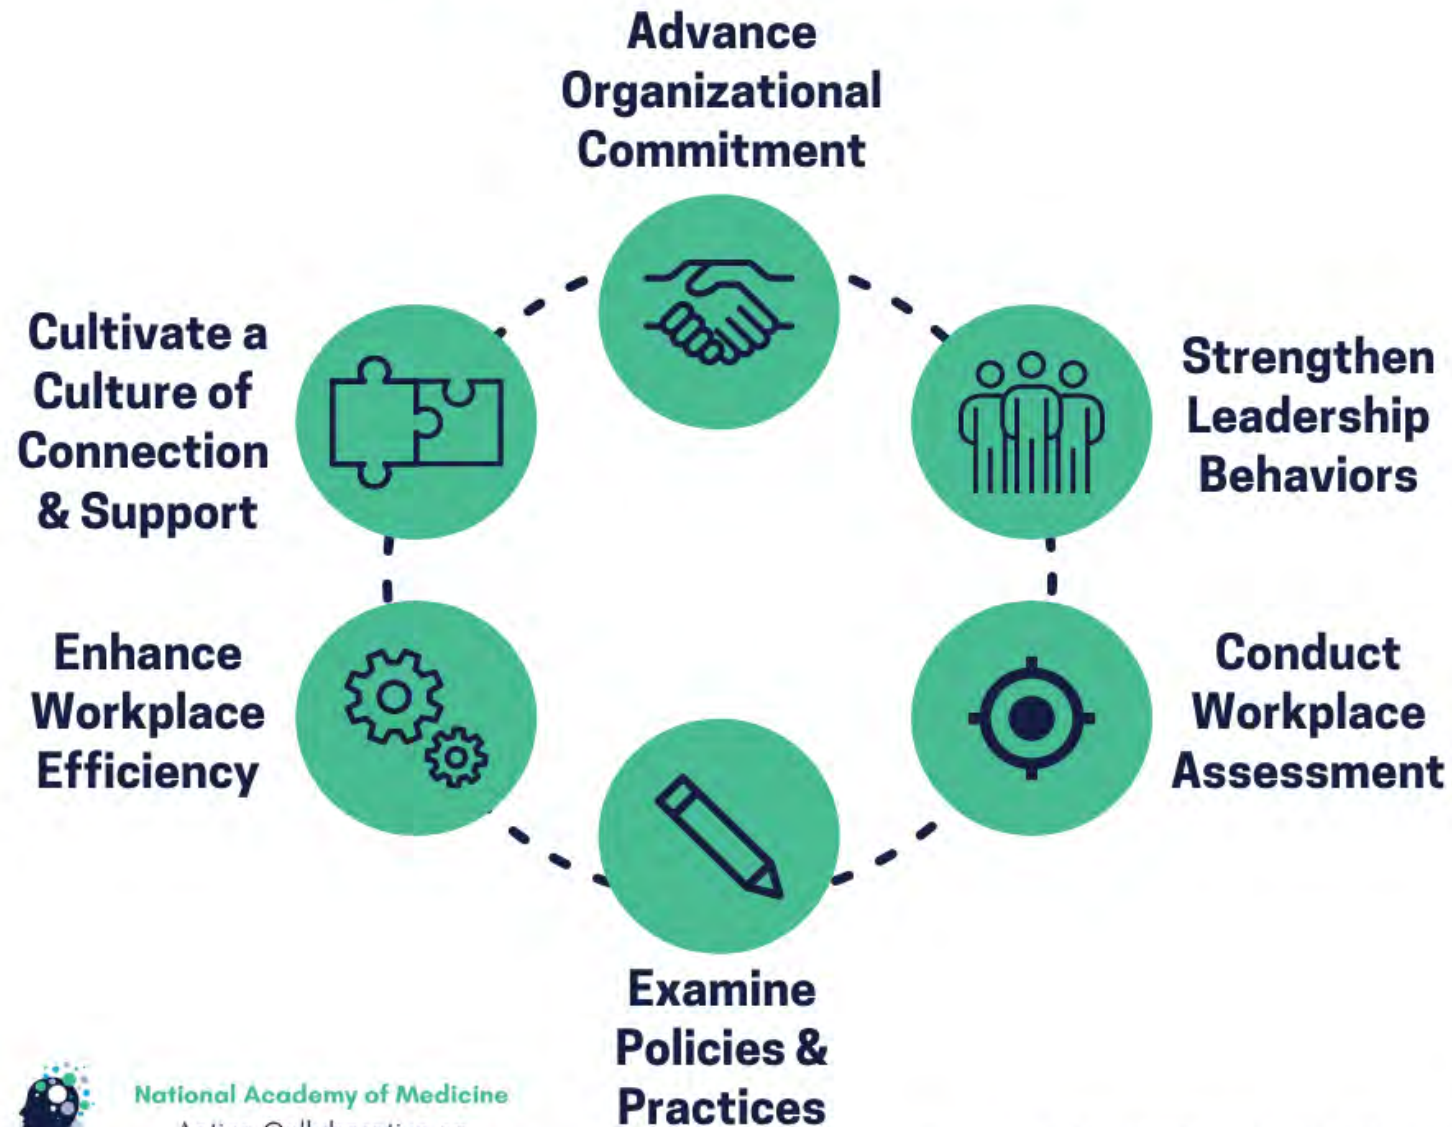 Advance
Organizational
Commitment
Strengthen
Leadership
Behaviors
Conduct
Workplace
Assessment
Examine
Policies &
Practices
Enhance
Workplace
Efficiency
Cultivate a
Culture of
Connection
& Support
National Academy of Medicine